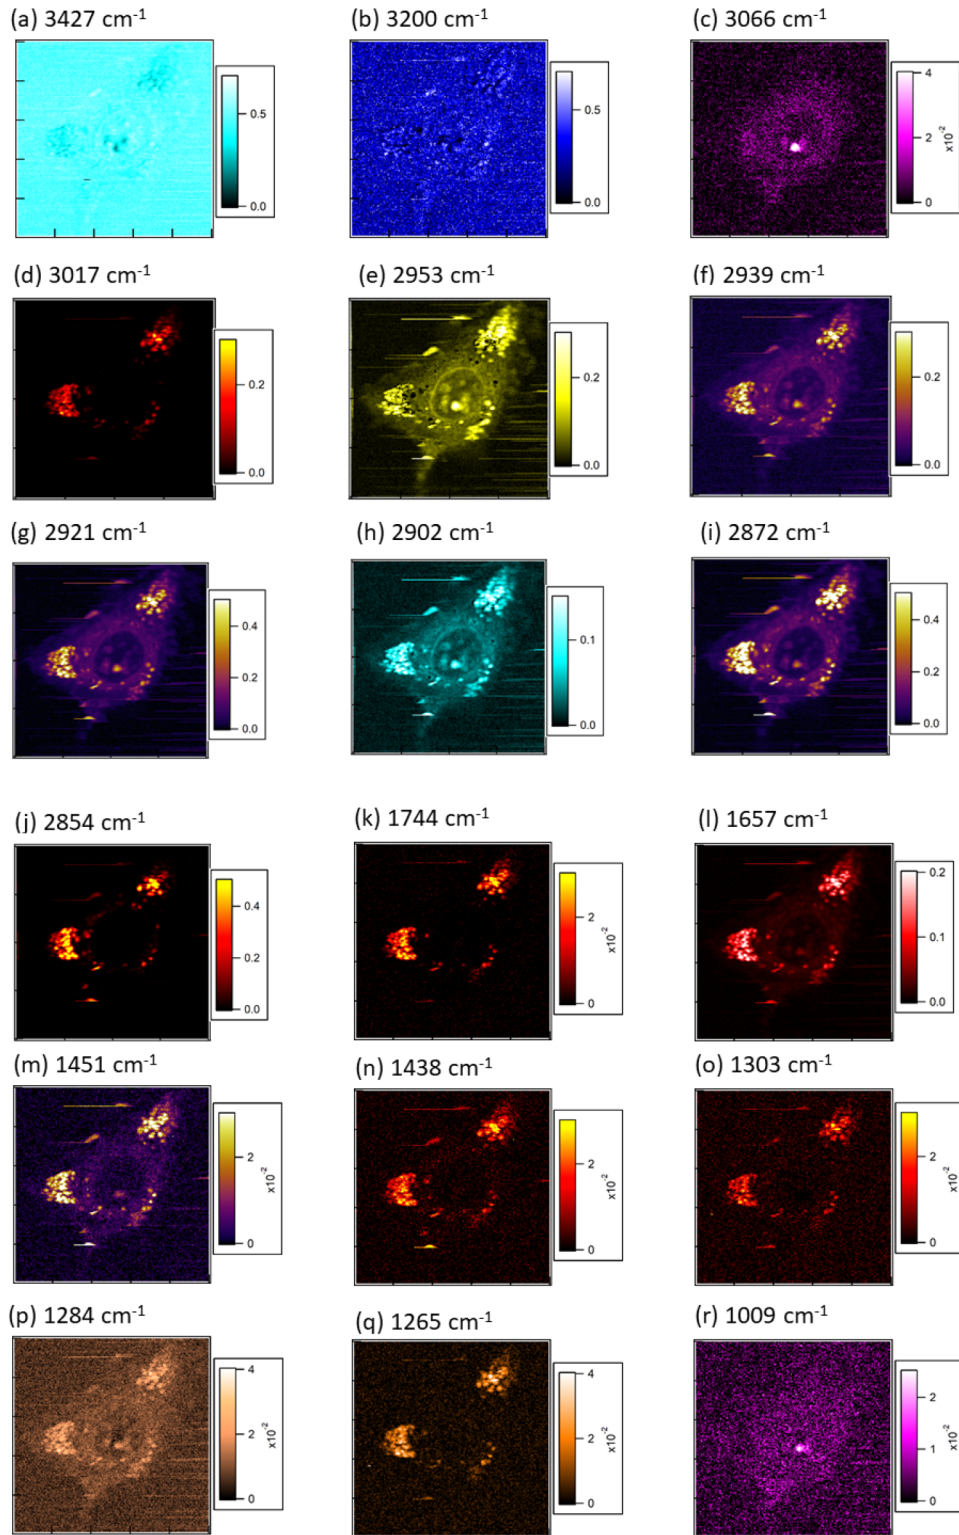 (a) 3427 cm⁻¹
(b) 3200 cm⁻¹
(c) 3066 cm⁻¹
0.5
0.0
0.5
0.0
4
2
0
x10⁻²
(d) 3017 cm⁻¹
(e) 2953 cm⁻¹
(f) 2939 cm⁻¹
0.2
0.0
0.2
0.0
0.2
0.0
(g) 2921 cm⁻¹
(h) 2902 cm⁻¹
(i) 2872 cm⁻¹
0.4
0.2
0.0
0.1
0.0
0.4
0.2
0.0
(j) 2854 cm⁻¹
(k) 1744 cm⁻¹
(l) 1657 cm⁻¹
0.4
0.2
0.0
2
0
x10⁻²
0.2
0.1
0.0
(m) 1451 cm⁻¹
(n) 1438 cm⁻¹
(o) 1303 cm⁻¹
2
0
x10⁻²
2
0
x10⁻²
2
0
x10⁻²
(p) 1284 cm⁻¹
(q) 1265 cm⁻¹
(r) 1009 cm⁻¹
4
2
0
x10⁻²
4
2
0
x10⁻²
2
1
0
x10⁻²